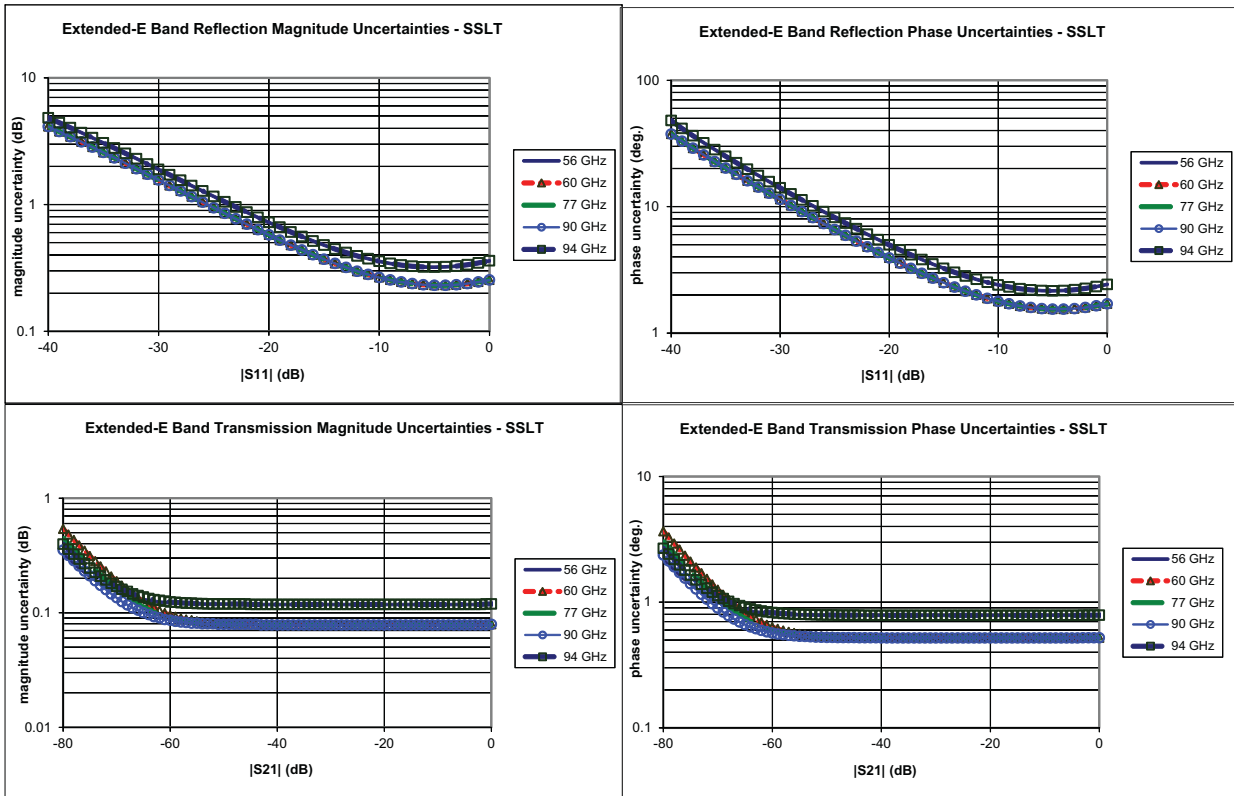 Extended-E Band Reflection Magnitude Uncertainties - SSLT
magnitude uncertainty (dB)
10
1
0.1
-40
-30
-20
-10
0
|S11| (dB)
56 GHz
60 GHz
77 GHz
90 GHz
94 GHz
Extended-E Band Reflection Phase Uncertainties - SSLT
phase uncertainty (deg.)
100
10
1
-40
-30
-20
-10
0
|S11| (dB)
56 GHz
60 GHz
77 GHz
90 GHz
94 GHz
Extended-E Band Transmission Magnitude Uncertainties - SSLT
magnitude uncertainty (dB)
1
0.1
0.01
-80
-60
-40
-20
0
|S21| (dB)
56 GHz
60 GHz
77 GHz
90 GHz
94 GHz
Extended-E Band Transmission Phase Uncertainties - SSLT
phase uncertainty (deg.)
10
1
0.1
-80
-60
-40
-20
0
|S21| (dB)
56 GHz
60 GHz
77 GHz
90 GHz
94 GHz